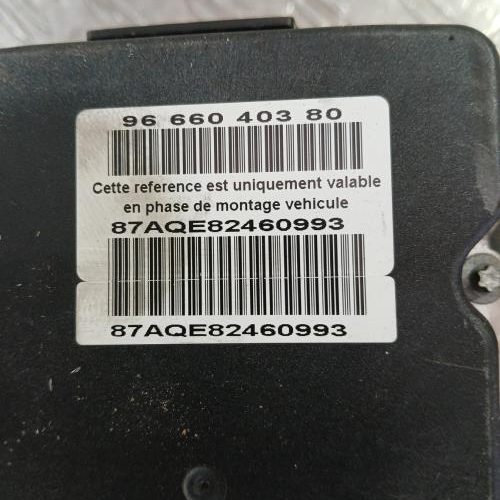 96 660 403 80
Cette reference est uniquement valable
en phase de montage vehicule
87AQE82460993
87AQE82460993